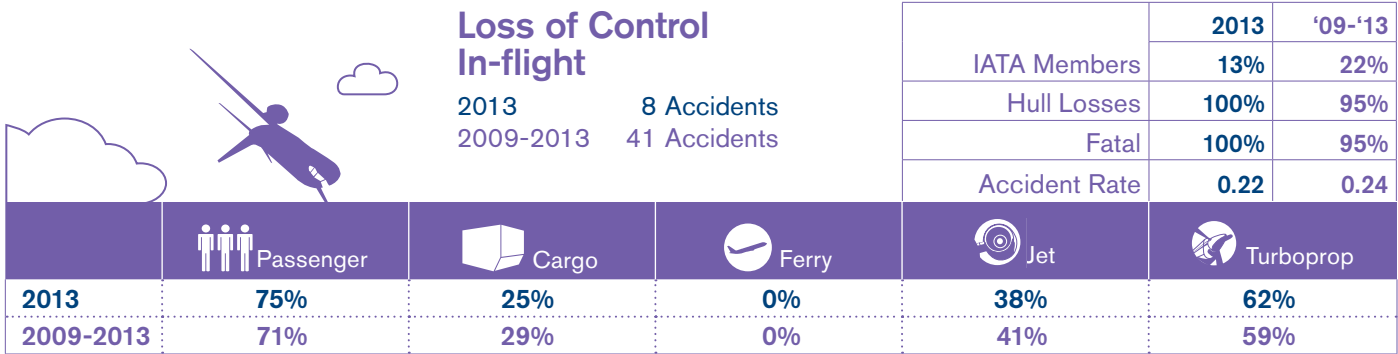 Loss of Control
In-flight
2013 8 Accidents
2009-2013 41 Accidents
2013 ‘09-‘13
IATA Members 13% 22%
Hull Losses 100% 95%
Fatal 100% 95%
Accident Rate 0.22 0.24
Passenger Cargo Ferry Jet Turboprop
2013 75% 25% 0% 38% 62%
2009-2013 71% 29% 0% 41% 59%